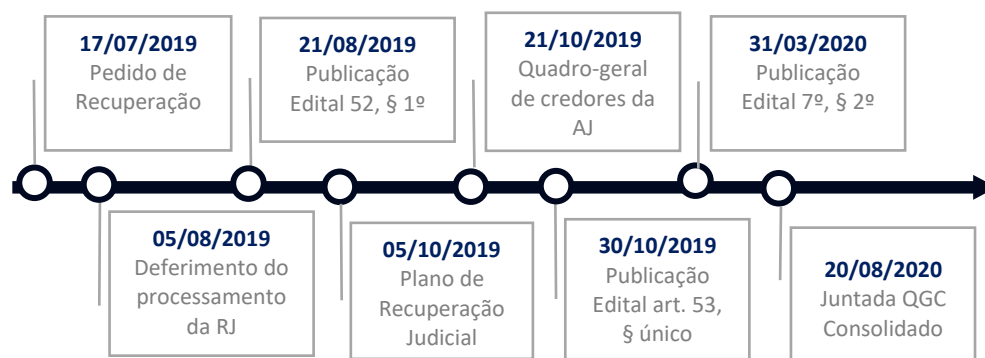 17/07/2019
Pedido de
Recuperação
21/08/2019
Publicação
Edital 52, § 1º
21/10/2019
Quadro-geral
de credores da
AJ
31/03/2020
Publicação
Edital 7º, § 2º
05/08/2019
Deferimento do
processamento
da RJ
05/10/2019
Plano de
Recuperação
Judicial
30/10/2019
Publicação
Edital art. 53,
§ único
20/08/2020
Juntada QGC
Consolidado